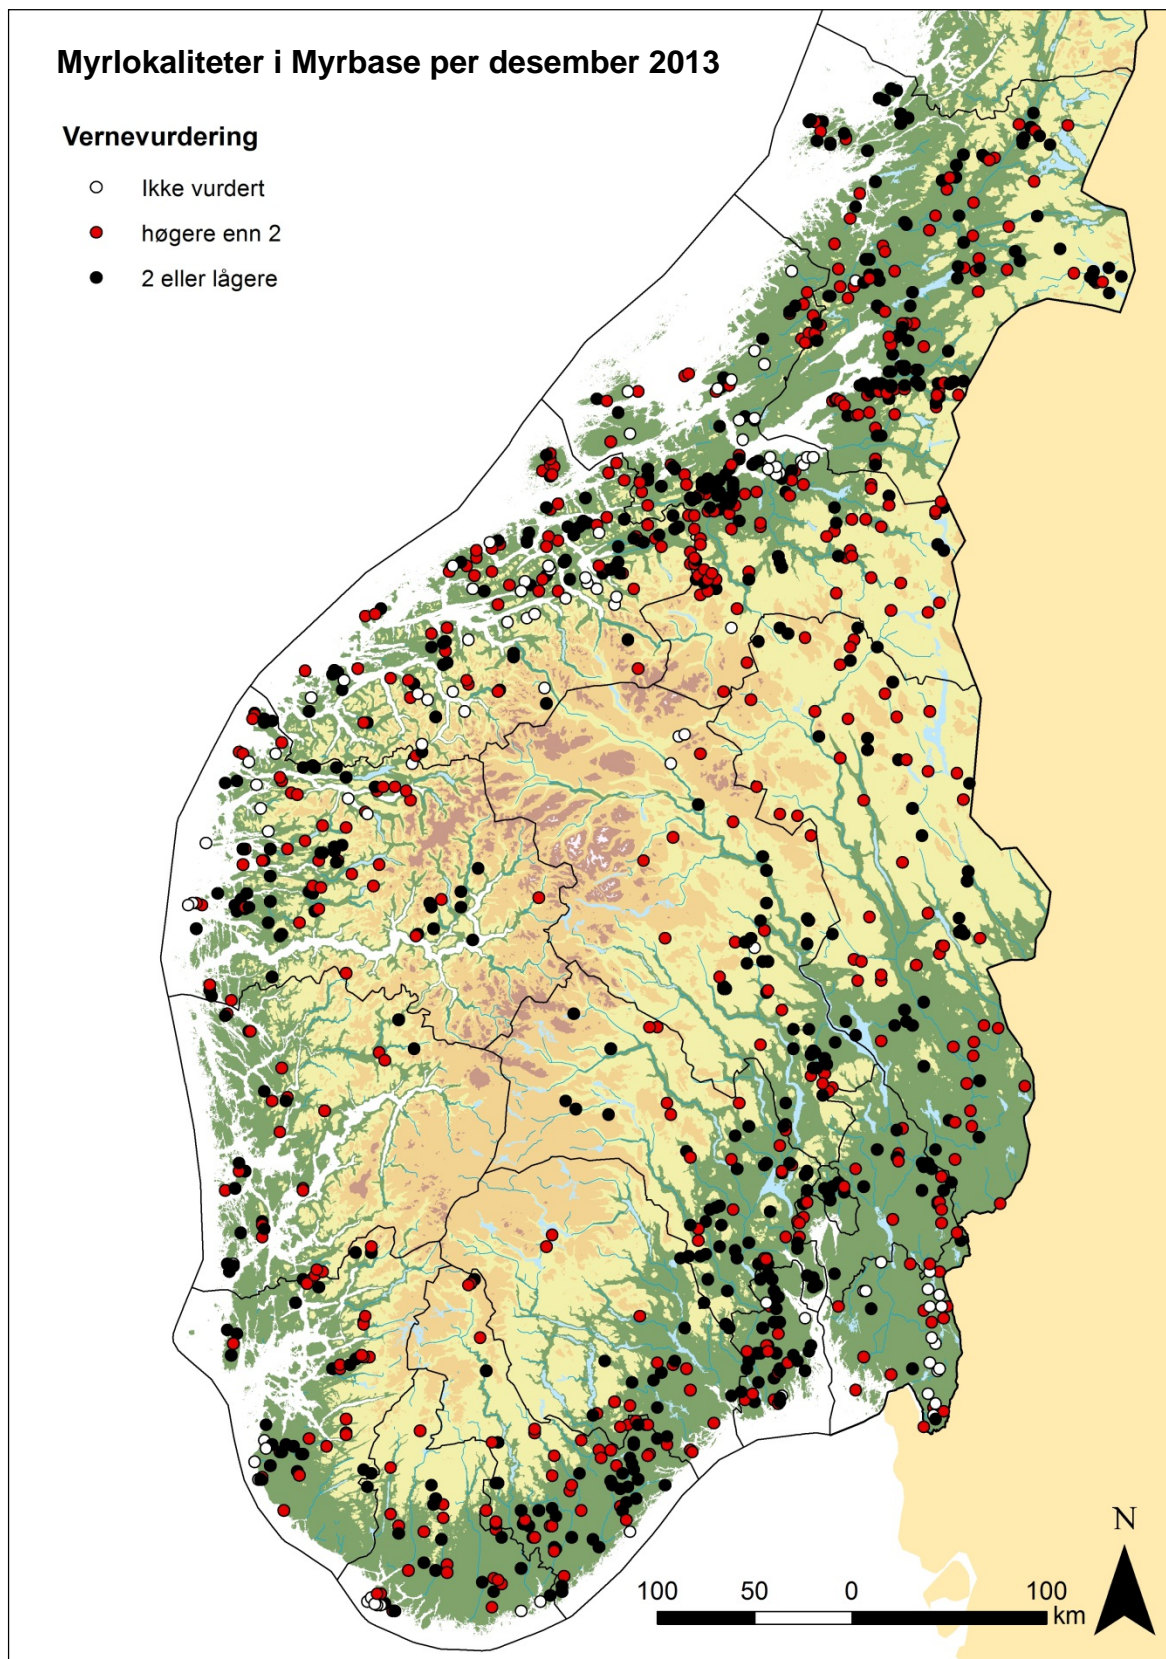 Myrlokaliteter i Myrbase per desember 2013
Vernevurdering
Ikke vurdert
høgere enn 2
2 eller lågere
N
100 50 0 100
km